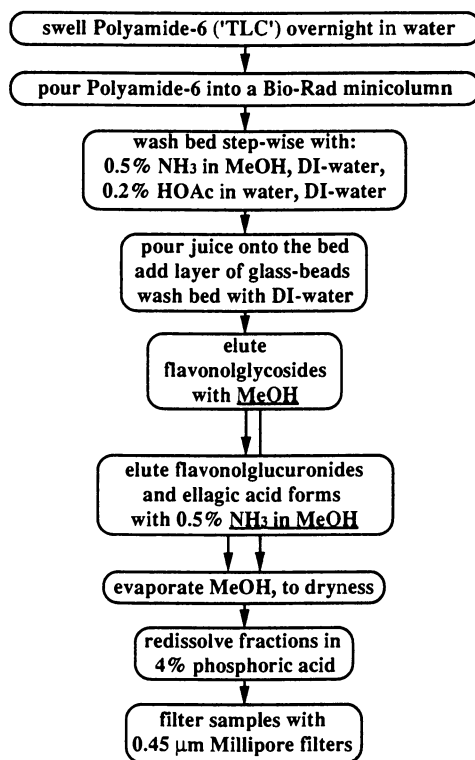 swell Polyamide-6 ('TLC') overnight in water
pour Polyamide-6 into a Bio-Rad minicolumn
wash bed step-wise with:
0.5% NH3 in MeOH, DI-water,
0.2% HOAc in water, DI-water
pour juice onto the bed
add layer of glass-beads
wash bed with DI-water
elute
flavonolglycosides
with MeOH
elute flavonolglucuronides
and ellagic acid forms
with 0.5% NH3 in MeOH
evaporate MeOH, to dryness
redissolve fractions in
4% phosphoric acid
filter samples with
0.45 µm Millipore filters